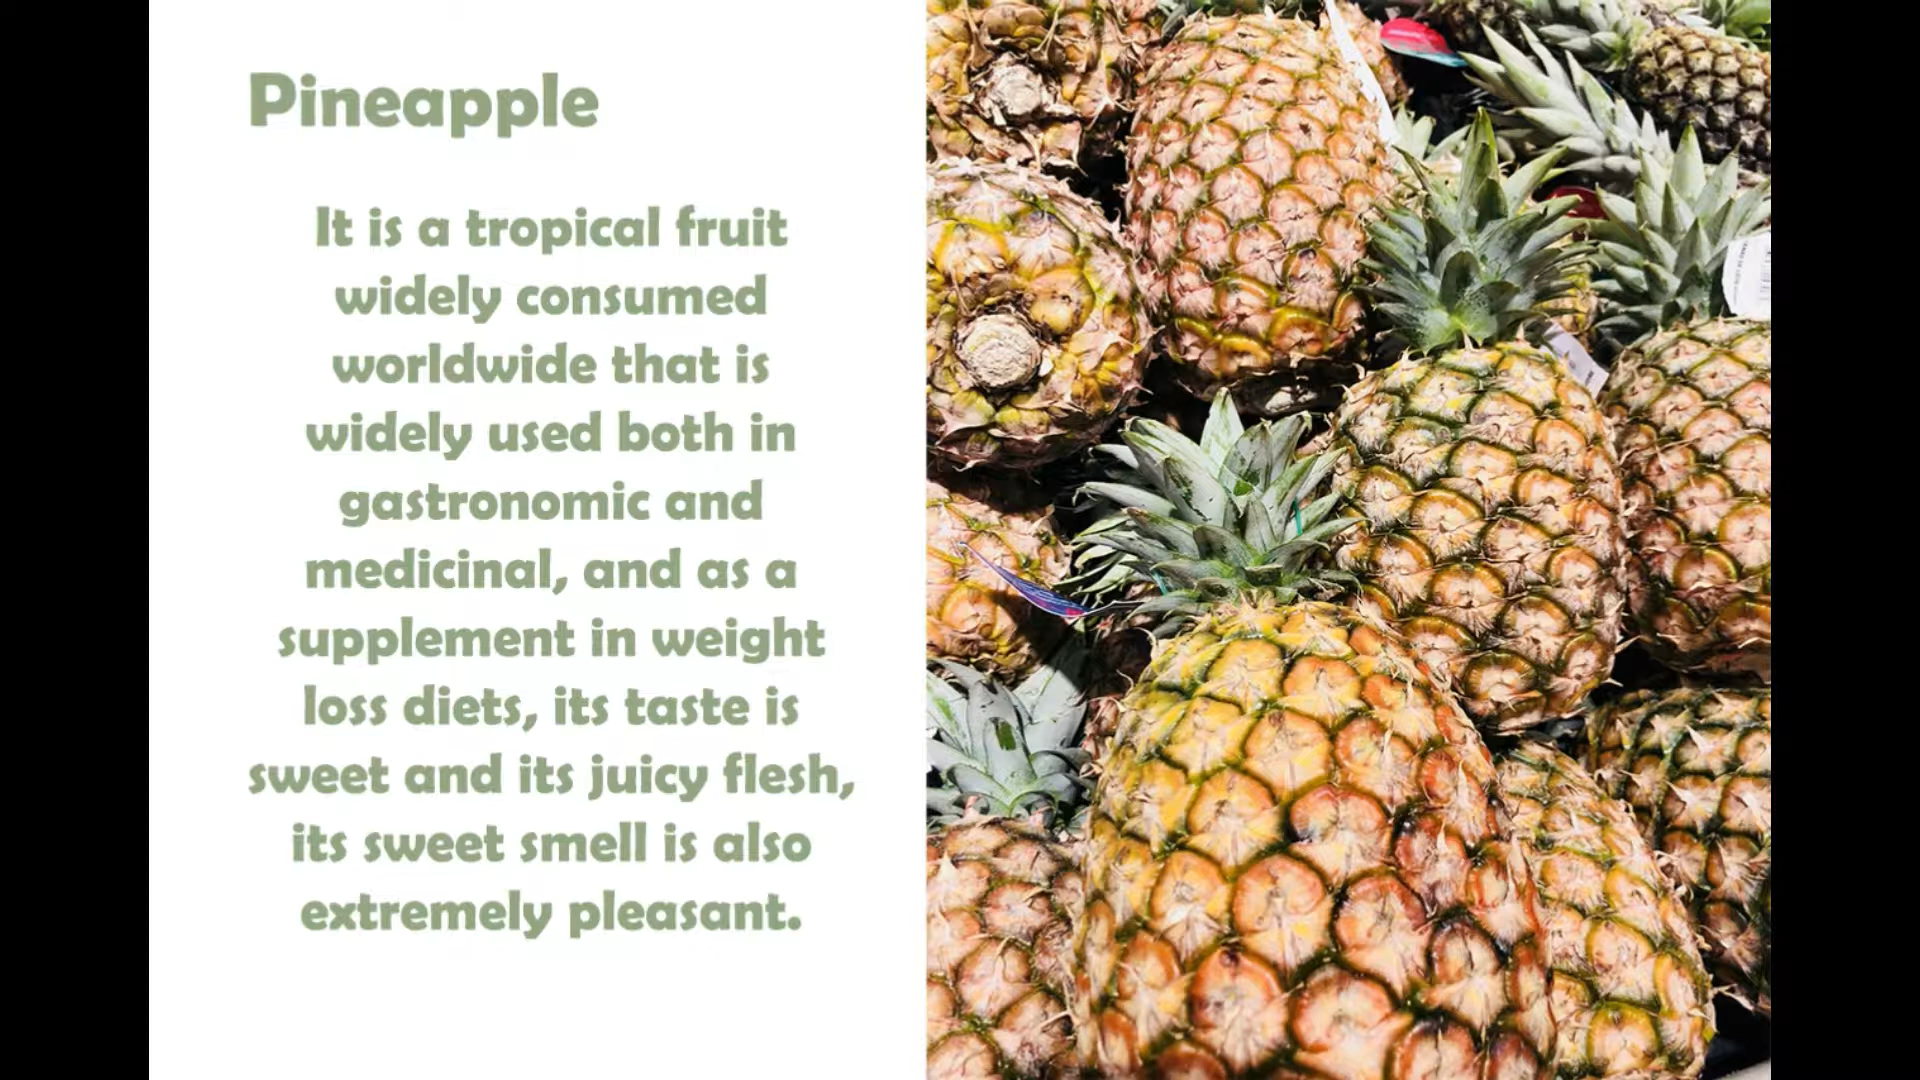 Pineapple
It is a tropical fruit
widely consumed
worldwide that is
widely used both in
gastronomic and
medicinal, and as a
supplement in weight
loss diets, its taste is
sweet and its juicy flesh,
its sweet smell is also
extremely pleasant.